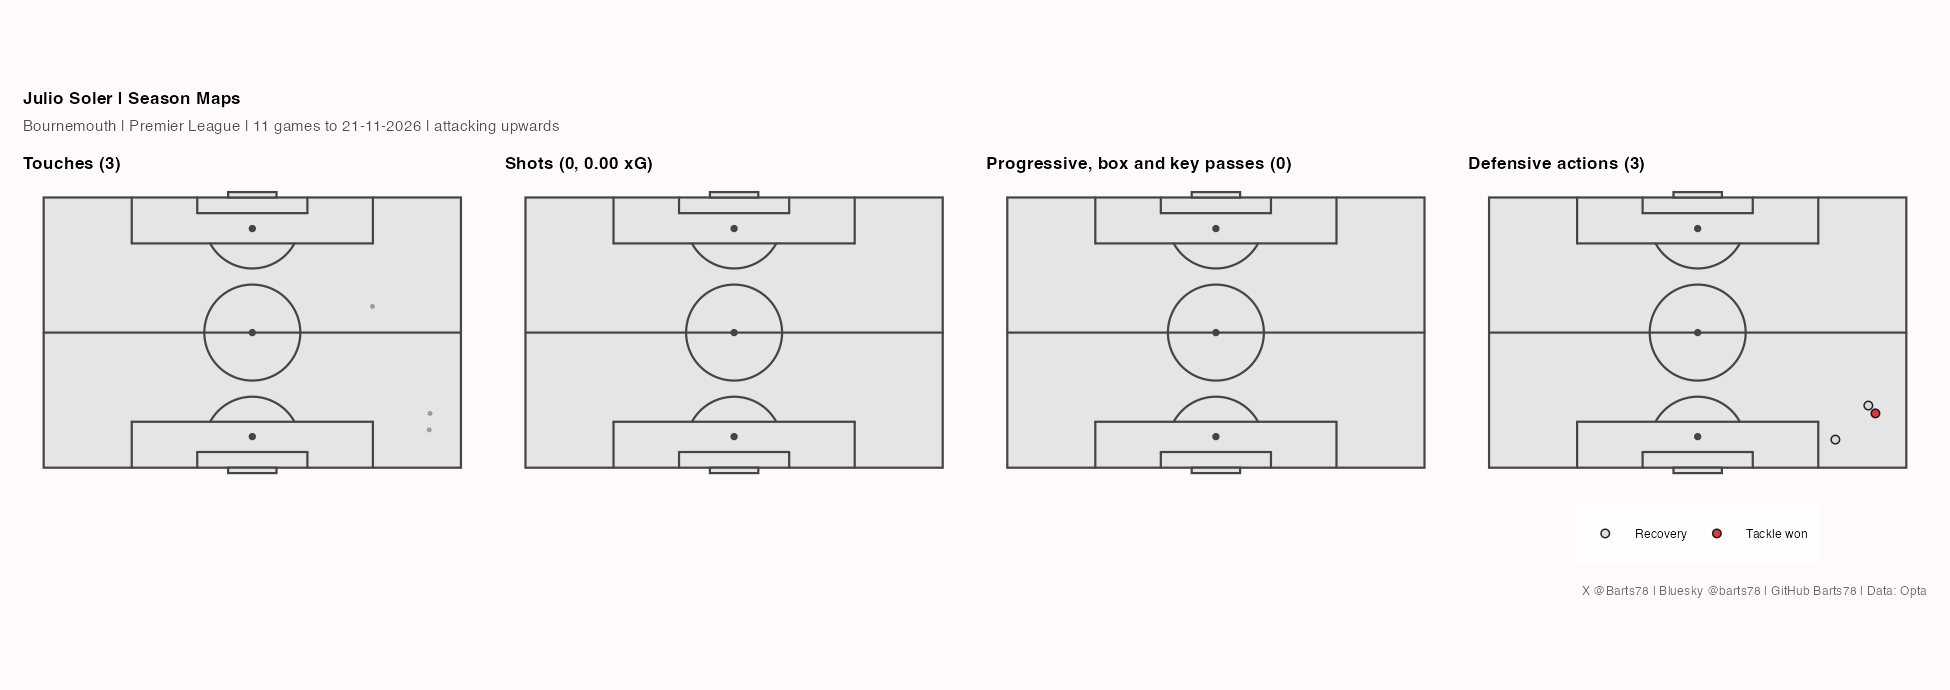 Julio Soler | Season Maps
Bournemouth | Premier League | 11 games to 21-11-2026 | attacking upwards
Touches (3)
Shots (0, 0.00 xG)
Progressive, box and key passes (0)
Defensive actions (3)
Recovery
Tackle won
X @Barts78 | Bluesky @barts78 | GitHub Barts78 | Data: Opta